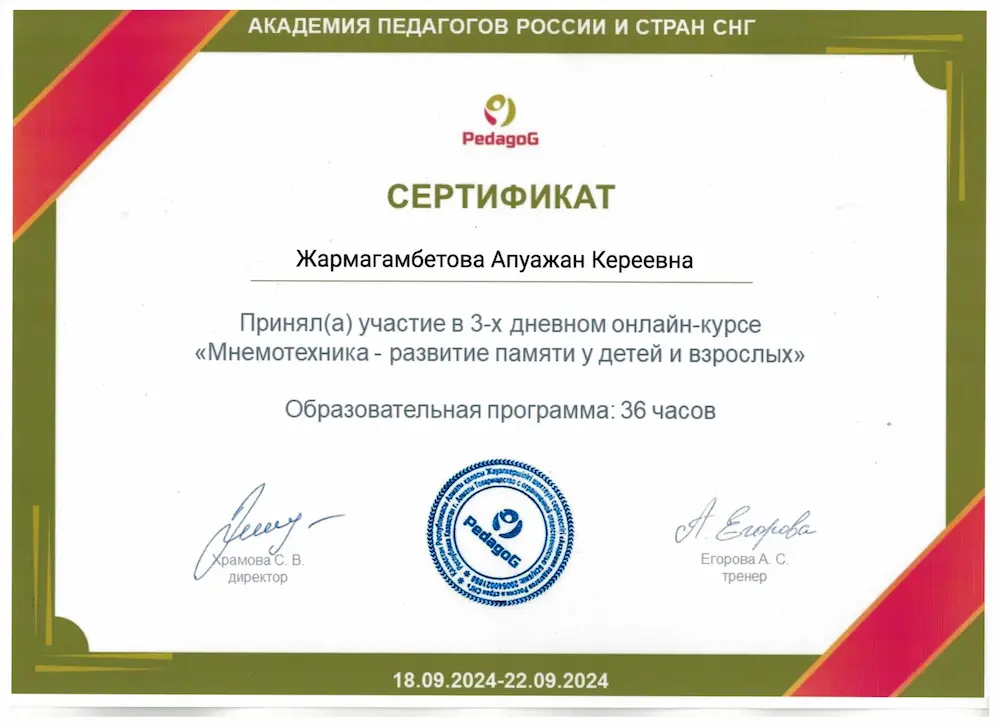 АКАДЕМИЯ ПЕДАГОГОВ РОССИИ И СТРАН СНГ
PedagoG
СЕРТИФИКАТ
Жармагамбетова Апуажан Кереевна
Принял(а) участие в 3-х дневном онлайн-курсе
«Мнемотехника - развитие памяти у детей и взрослых»
Образовательная программа: 36 часов
PedagoG
А. Егорова
Храмова С. В.
директор
Егорова А. С.
тренер
18.09.2024-22.09.2024